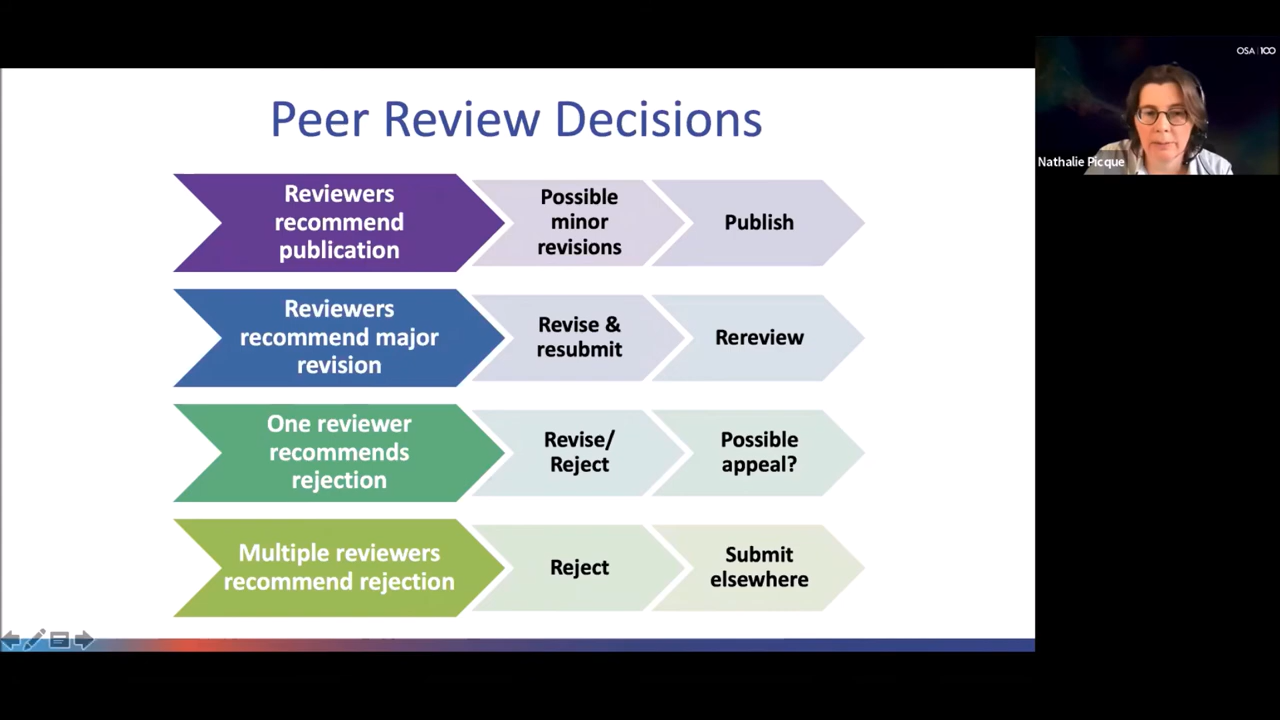 Peer Review Decisions
Reviewers
recommend
publication
Possible
minor
revisions
Publish
Reviewers
recommend major
revision
Revise &
resubmit
Rereview
One reviewer
recommends
rejection
Revise/
Reject
Possible
appeal?
Multiple reviewers
recommend rejection
Reject
Submit
elsewhere
OSA | 100
Nathalie Picque